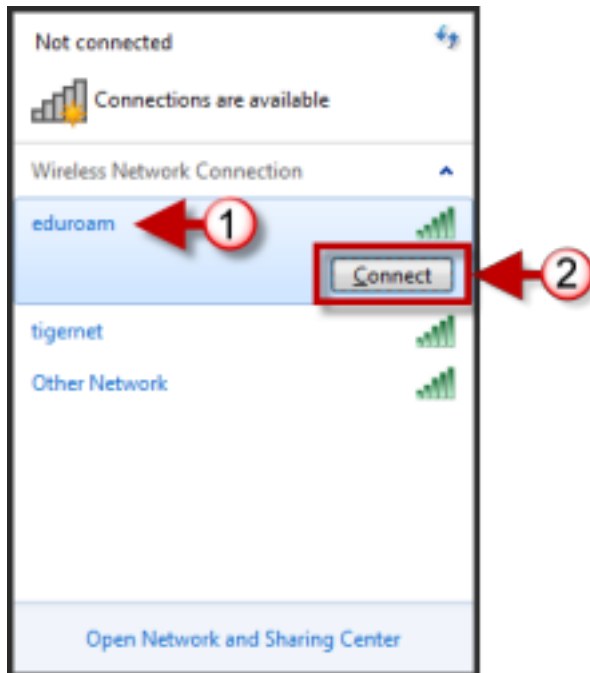 Not connected
Connections are available
Wireless Network Connection
eduroam 1
Connect 2
tigernet
Other Network
Open Network and Sharing Center